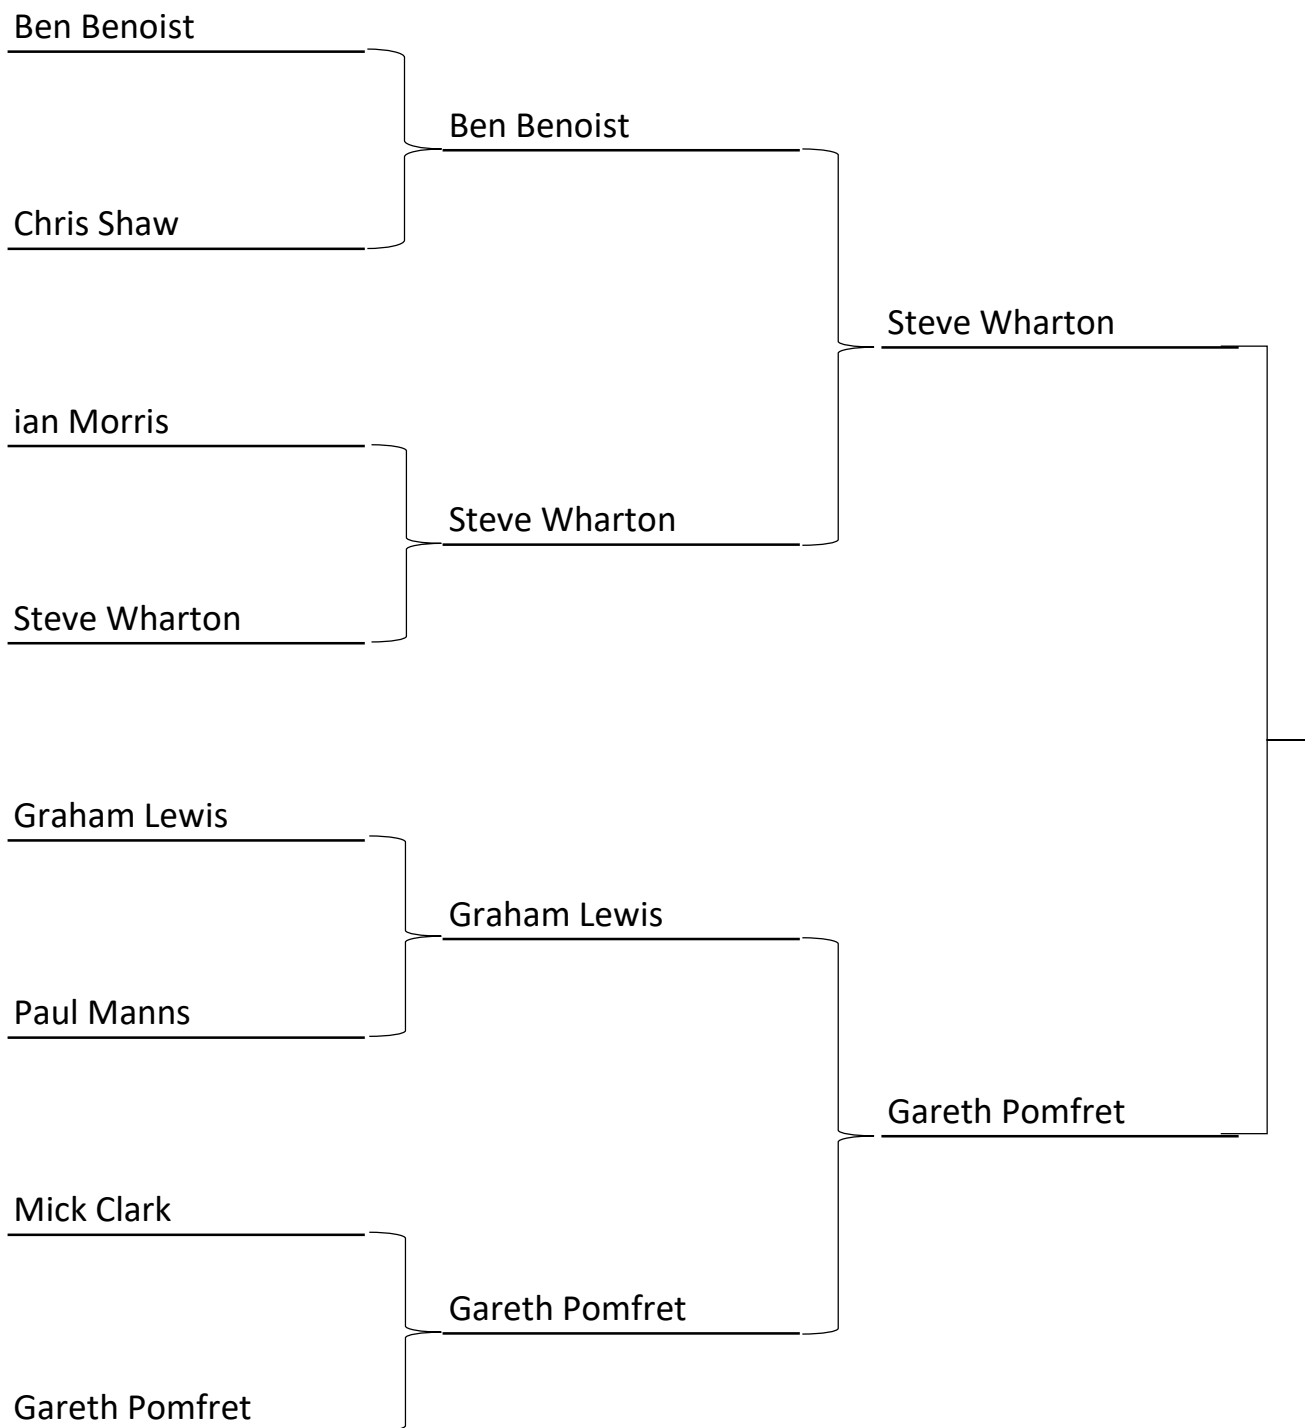 Ben Benoist
Ben Benoist
Chris Shaw
Steve Wharton
ian Morris
Steve Wharton
Steve Wharton
Graham Lewis
Graham Lewis
Paul Manns
Gareth Pomfret
Mick Clark
Gareth Pomfret
Gareth Pomfret